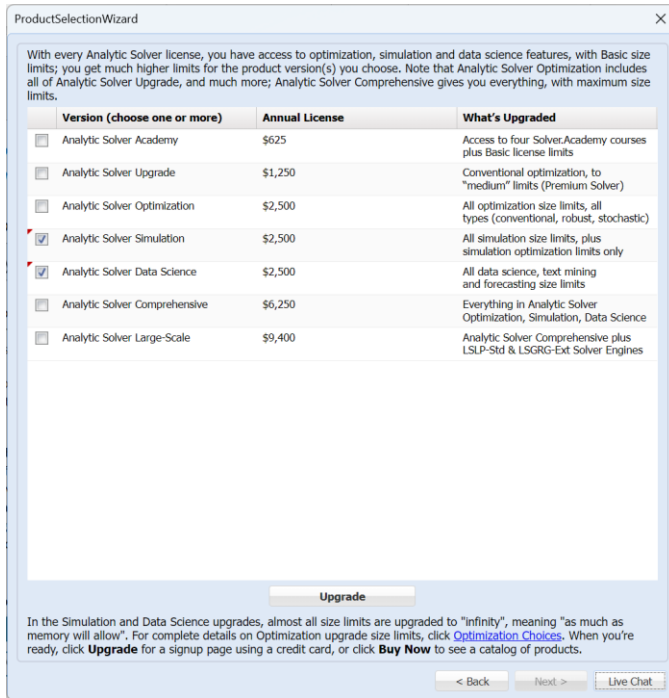 ProductSelectionWizard
With every Analytic Solver license, you have access to optimization, simulation and data science features, with Basic size
limits; you get much higher limits for the product version(s) you choose. Note that Analytic Solver Optimization includes
all of Analytic Solver Upgrade, and much more; Analytic Solver Comprehensive gives you everything, with maximum size
limits.
Version (choose one or more) Annual License What's Upgraded
Analytic Solver Academy $625 Access to four Solver.Academy courses
plus Basic license limits
Analytic Solver Upgrade $1,250 Conventional optimization, to
"medium" limits (Premium Solver)
Analytic Solver Optimization $2,500 All optimization size limits, all
types (conventional, robust, stochastic)
Analytic Solver Simulation $2,500 All simulation size limits, plus
simulation optimization limits only
Analytic Solver Data Science $2,500 All data science, text mining
and forecasting size limits
Analytic Solver Comprehensive $6,250 Everything in Analytic Solver
Optimization, Simulation, Data Science
Analytic Solver Large-Scale $9,400 Analytic Solver Comprehensive plus
LSLP-Std & LSGRG-Ext Solver Engines
Upgrade
In the Simulation and Data Science upgrades, almost all size limits are upgraded to "infinity", meaning "as much as
memory will allow". For complete details on Optimization upgrade size limits, click Optimization Choices. When you're
ready, click Upgrade for a signup page using a credit card, or click Buy Now to see a catalog of products.
< Back Next > Live Chat